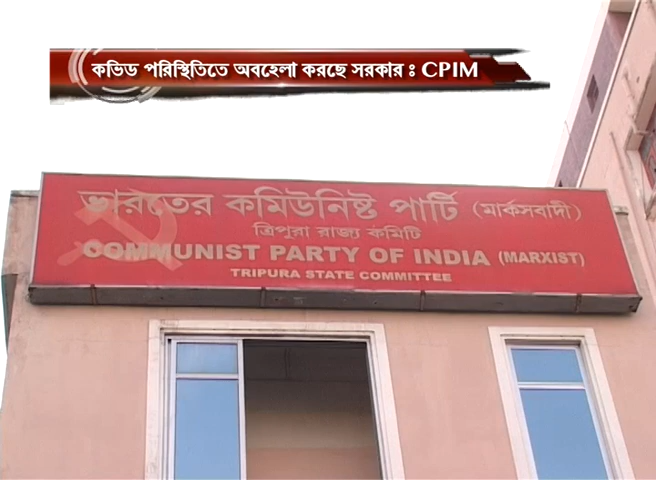 কভিড পরিস্থিতিতে অবহেলা করছে সরকার ঃ CPIM
ভারতের কমিউনিষ্ট পার্টি (মার্কসবাদী)
ত্রিপুরা রাজ্য কমিটি
COMMUNIST PARTY OF INDIA (MARXIST)
TRIPURA STATE COMMITTEE